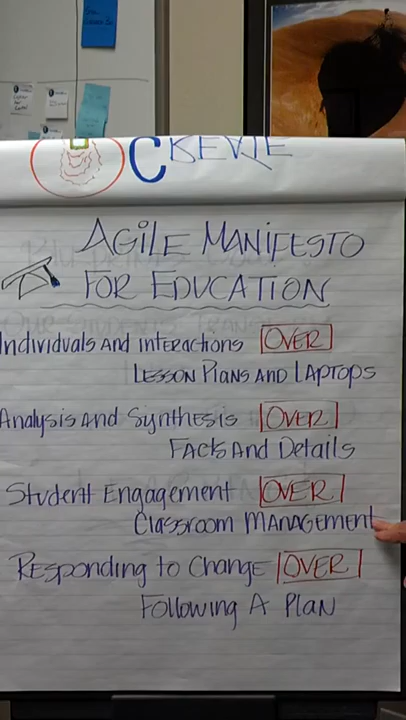 AGILE MANIFESTO
FOR EDUCATION
Individuals and interactions OVER
LESSON Plans AND LAPTOPS
Analysis and Synthesis OVER
Facts And Details
Student Engagement OVER
Classroom MANAGEMENT
Responding to Change OVER
Following A Plan